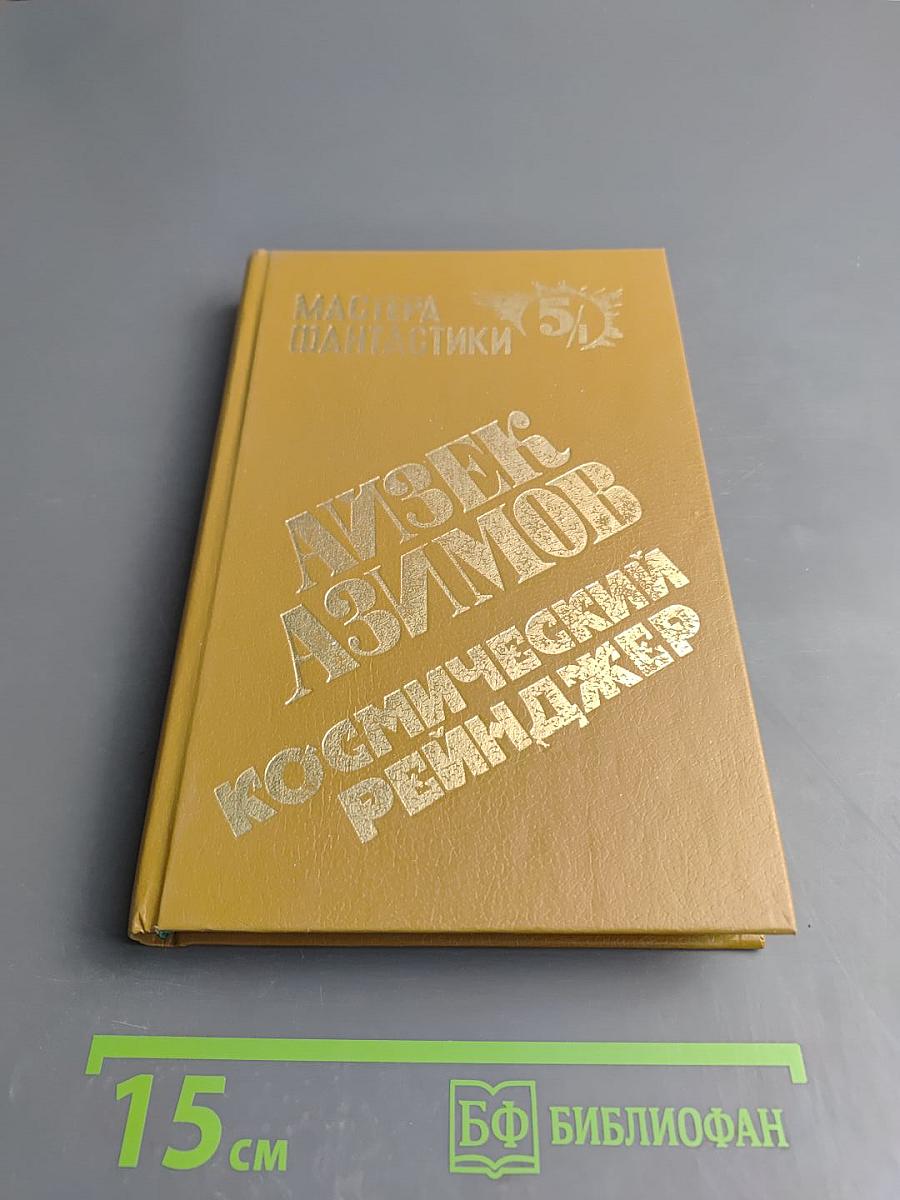 МАСТЕРА
ФАНТАСТИКИ
5/1
АЙЗЕК
АЗИМОВ
КОСМИЧЕСКИЙ
РЕЙНДЖЕР
15 см
БФ БИБЛИОФАН